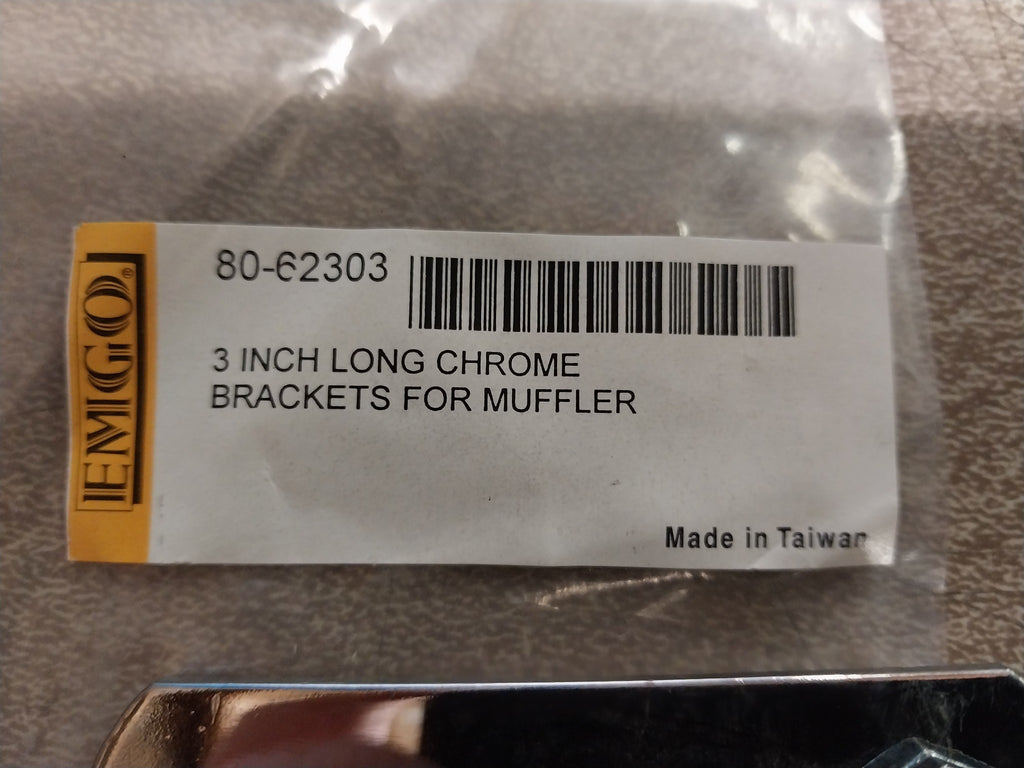 EMGO®
80-62303
3 INCH LONG CHROME
BRACKETS FOR MUFFLER
Made in Taiwan